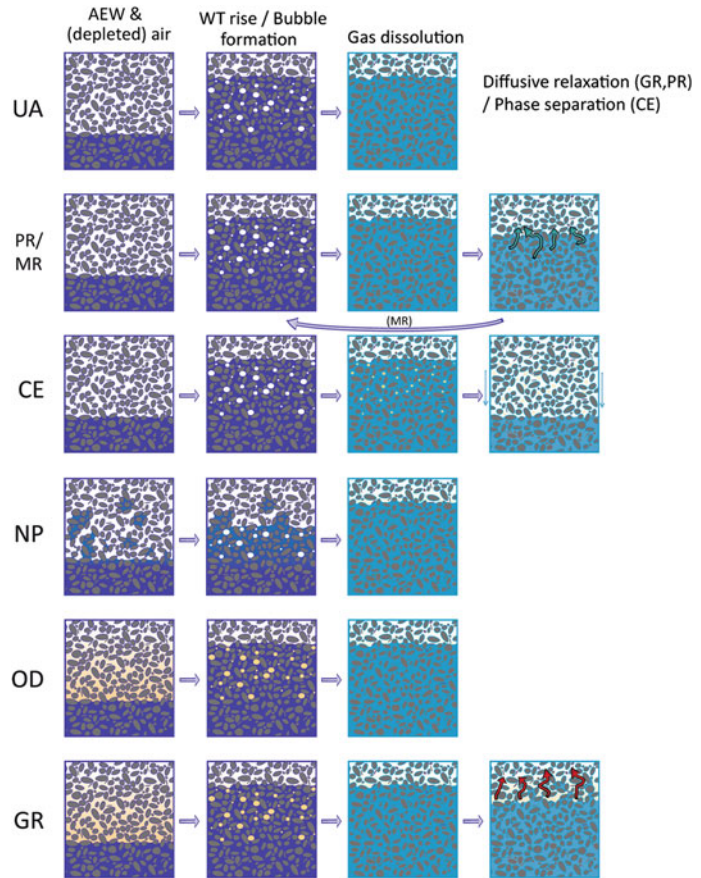 AEW &
(depleted) air
WT rise / Bubble
formation
Gas dissolution
Diffusive relaxation (GR,PR)
/ Phase separation (CE)
UA
PR/
MR
(MR)
CE
NP
OD
GR